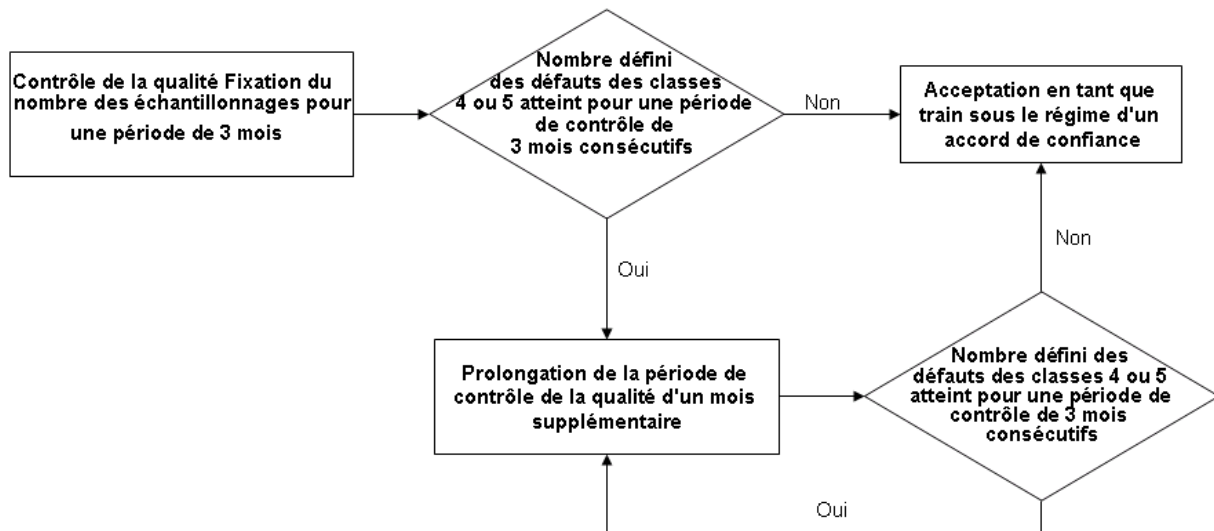 Contrôle de la qualité Fixation du
nombre des échantillonnages pour
une période de 3 mois
Nombre défini
des défauts des classes
4 ou 5 atteint pour une période
de contrôle de
3 mois consécutifs
Non
Acceptation en tant que
train sous le régime d'un
accord de confiance
Oui
Non
Prolongation de la période de
contrôle de la qualité d'un mois
supplémentaire
Nombre défini des
défauts des classes 4 ou 5
atteint pour une période de
contrôle de 3 mois
consécutifs
Oui